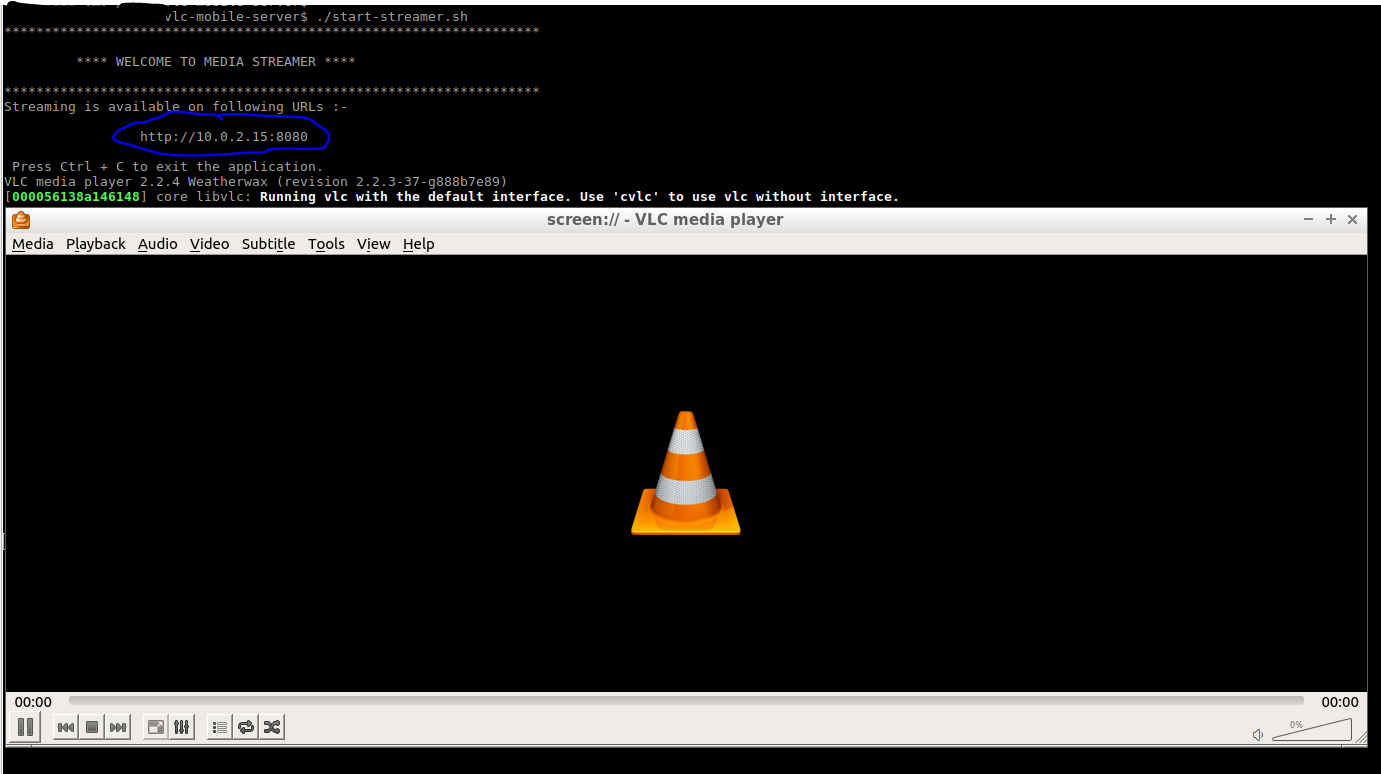 vlc-mobile-server$ ./start-streamer.sh
*******************************************************************
**** WELCOME TO MEDIA STREAMER ****
*******************************************************************
Streaming is available on following URLs :-
http://10.0.2.15:8080
Press Ctrl + C to exit the application.
VLC media player 2.2.4 Weatherwax (revision 2.2.3-37-g888b7e89)
[000056138a146148] core libvlc: Running vlc with the default interface. Use 'cvlc' to use vlc without interface.
screen:// - VLC media player
Media Playback Audio Video Subtitle Tools View Help
00:00 00:00
0%